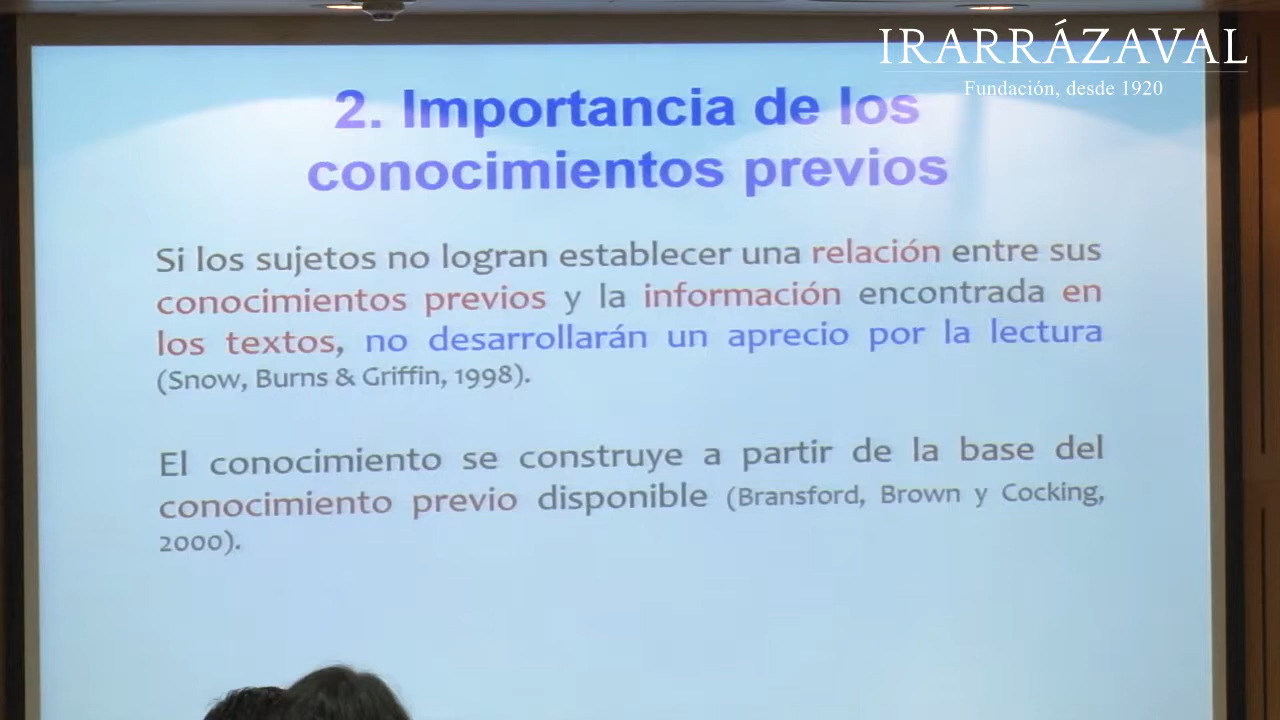 IRARRÁZAVAL
Fundación, desde 1920
2. Importancia de los
conocimientos previos
Si los sujetos no logran establecer una relación entre sus
conocimientos previos y la información encontrada en
los textos, no desarrollarán un aprecio por la lectura
(Snow, Burns & Griffin, 1998).
El conocimiento se construye a partir de la base del
conocimiento previo disponible (Bransford, Brown y Cocking,
2000).